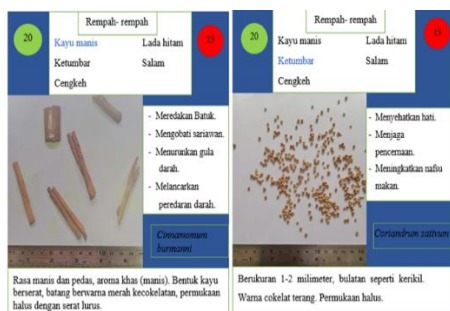 Rempah- rempah
20
15
Kayu manis
Lada hitam
Ketumbar
Salam
Cengkeh
- Meredakan Batuk.
- Mengobati sariawan.
- Menurunkan gula
darah.
- Melancarkan
peredaran darah.
Cinnamomum
burmanni
Rasa manis dan pedas, aroma khas (manis). Bentuk kayu
berserat, batang berwarna merah kecokelatan, permukaan
halus dengan serat lurus.
Rempah- rempah
20
15
Kayu manis
Lada hitam
Ketumbar
Salam
Cengkeh
- Menyehatkan hati.
- Menjaga
pencernaan.
- Meningkatkan nafsu
makan.
Coriandrum sativum
Berukuran 1-2 milimeter, bulatan seperti kerikil.
Warna cokelat terang. Permukaan halus.